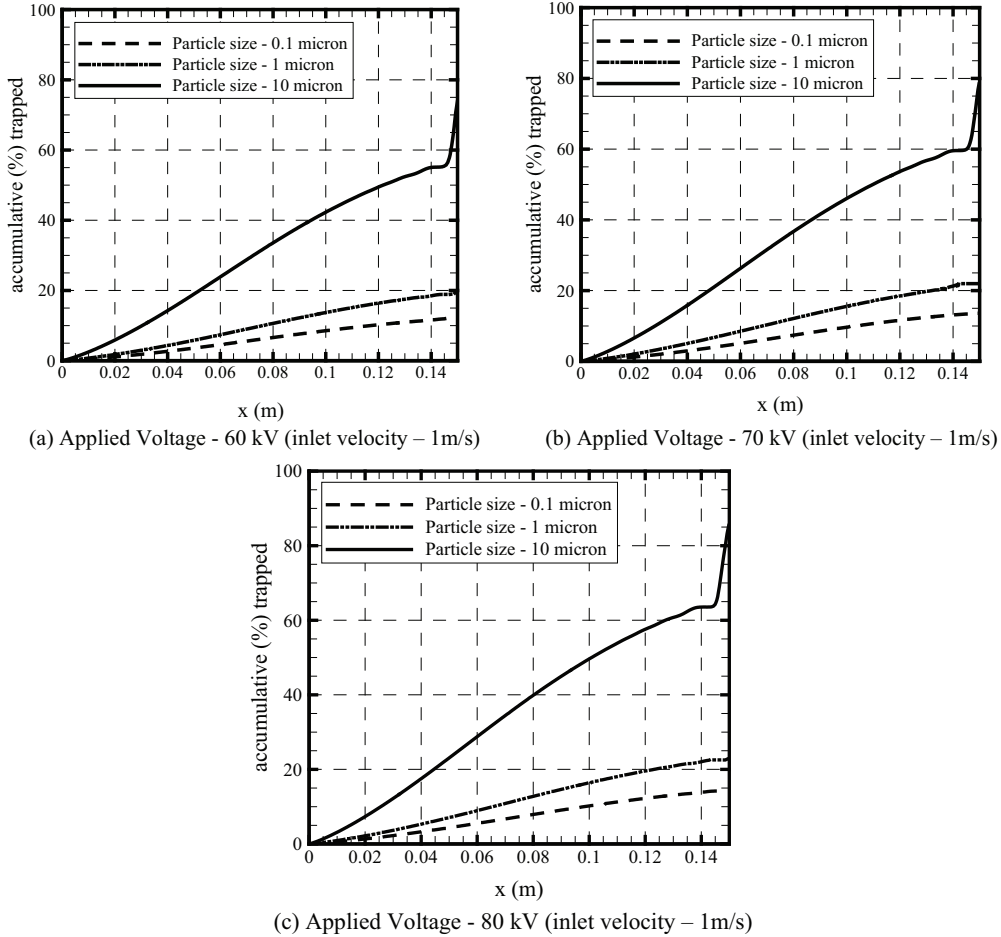 100
80
60
40
20
0
accumulative (%) trapped
Particle size - 0.1 micron
Particle size - 1 micron
Particle size - 10 micron
0 0.02 0.04 0.06 0.08 0.1 0.12 0.14
x (m)
(a) Applied Voltage - 60 kV (inlet velocity – 1m/s)
100
80
60
40
20
0
accumulative (%) trapped
Particle size - 0.1 micron
Particle size - 1 micron
Particle size - 10 micron
0 0.02 0.04 0.06 0.08 0.1 0.12 0.14
x (m)
(b) Applied Voltage - 70 kV (inlet velocity – 1m/s)
100
80
60
40
20
0
accumulative (%) trapped
Particle size - 0.1 micron
Particle size - 1 micron
Particle size - 10 micron
0 0.02 0.04 0.06 0.08 0.1 0.12 0.14
x (m)
(c) Applied Voltage - 80 kV (inlet velocity – 1m/s)